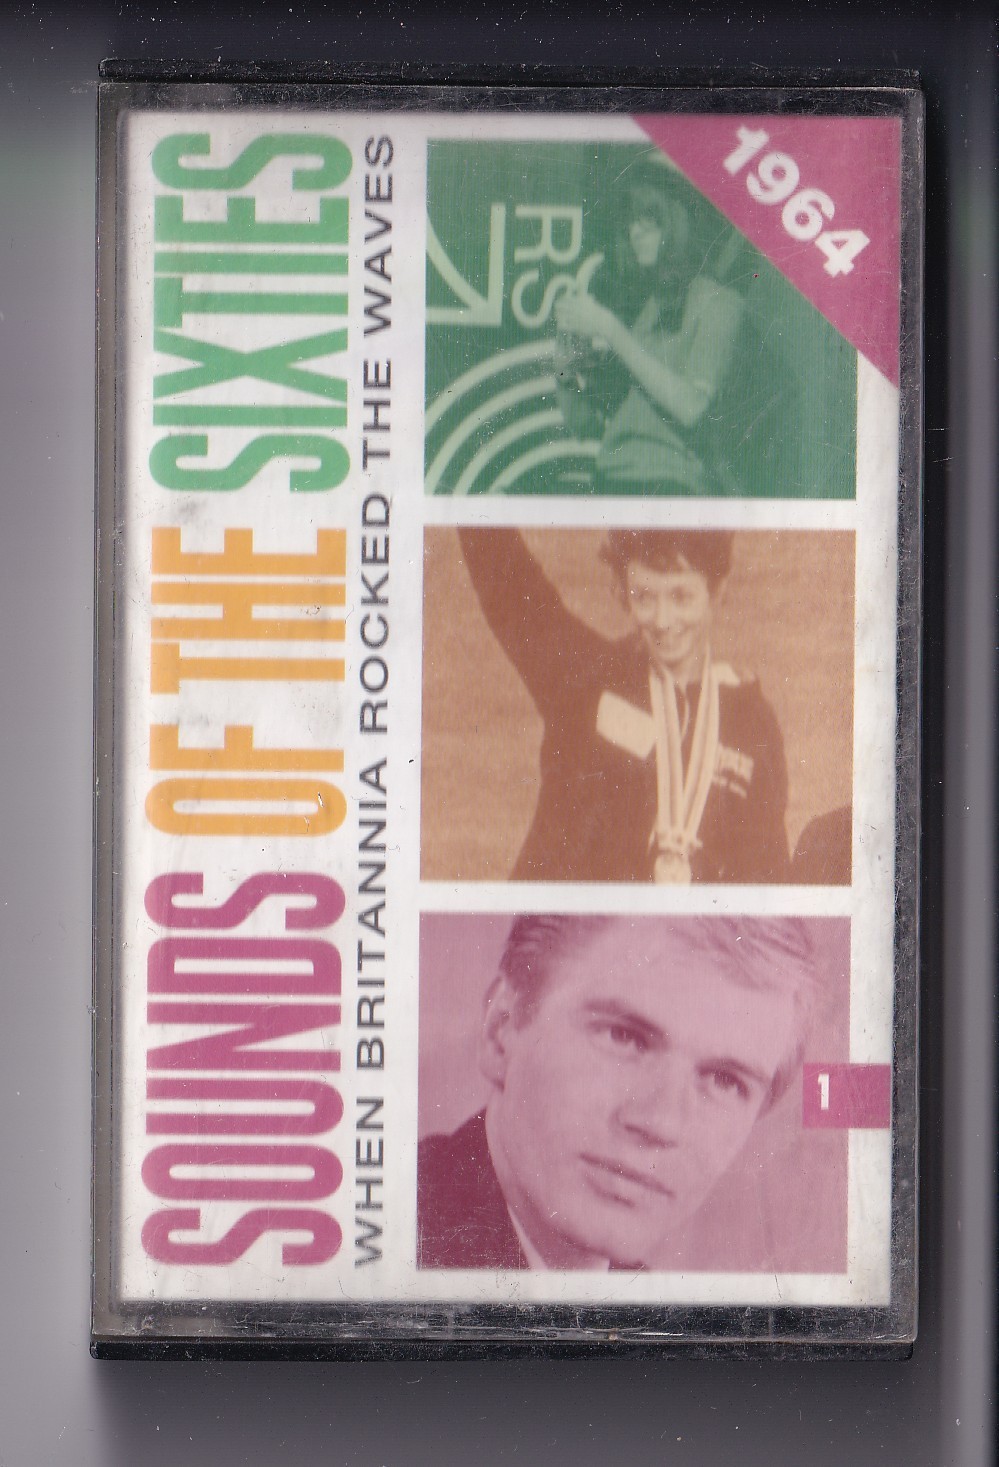 SOUNDS OF THE SIXTIES
WHEN BRITANNIA ROCKED THE WAVES
1964
RS
1